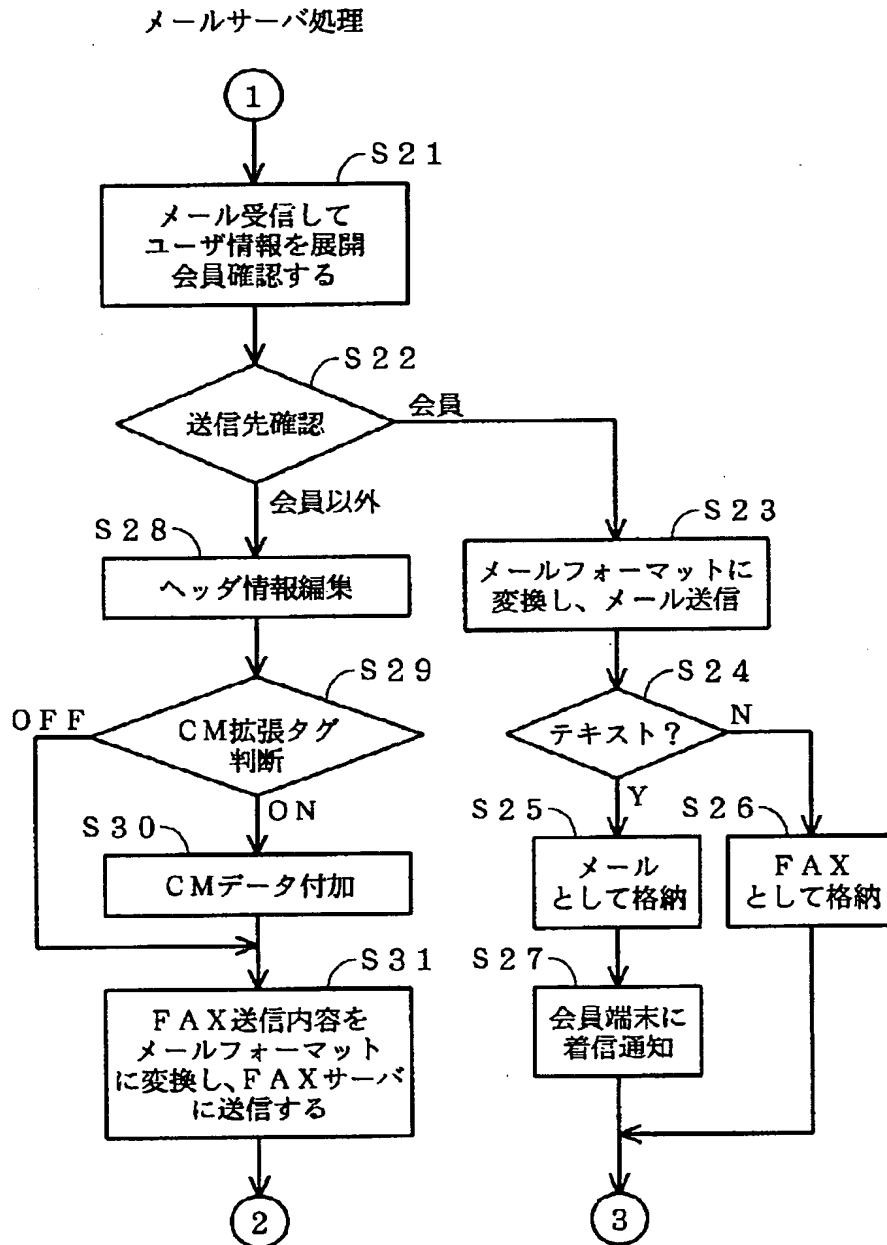 メールサーバ処理
1
S21
メール受信して
ユーザ情報を展開
会員確認する
S22
送信先確認
会員
会員以外
S28
ヘッダ情報編集
S29
OFF
CM拡張タグ
判断
ON
S30
CMデータ付加
S31
FAX送信内容を
メールフォーマット
に変換し、FAXサーバ
に送信する
2
S23
メールフォーマットに
変換し、メール送信
S24
テキスト?
N
Y
S25
メール
として格納
S26
FAX
として格納
S27
会員端末に
着信通知
3